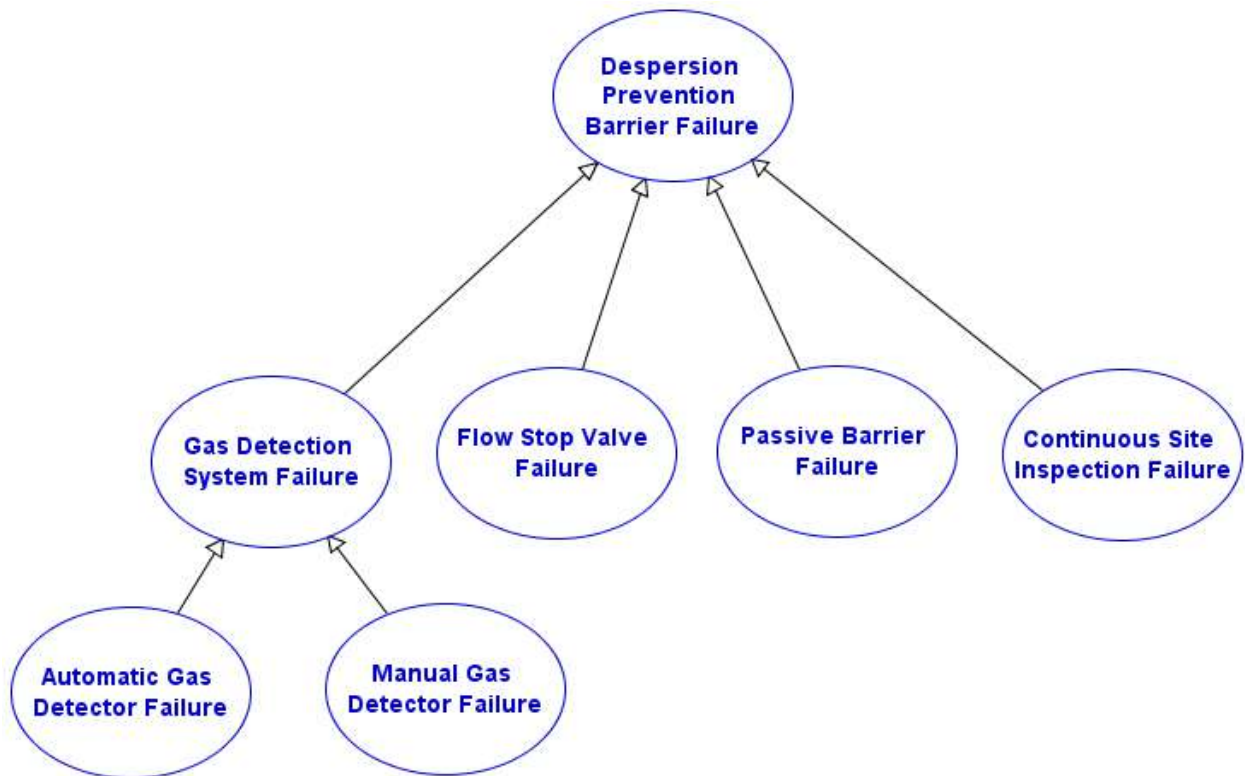 Despersion
Prevention
Barrier Failure
Gas Detection
System Failure
Flow Stop Valve
Failure
Passive Barrier
Failure
Continuous Site
Inspection Failure
Automatic Gas
Detector Failure
Manual Gas
Detector Failure